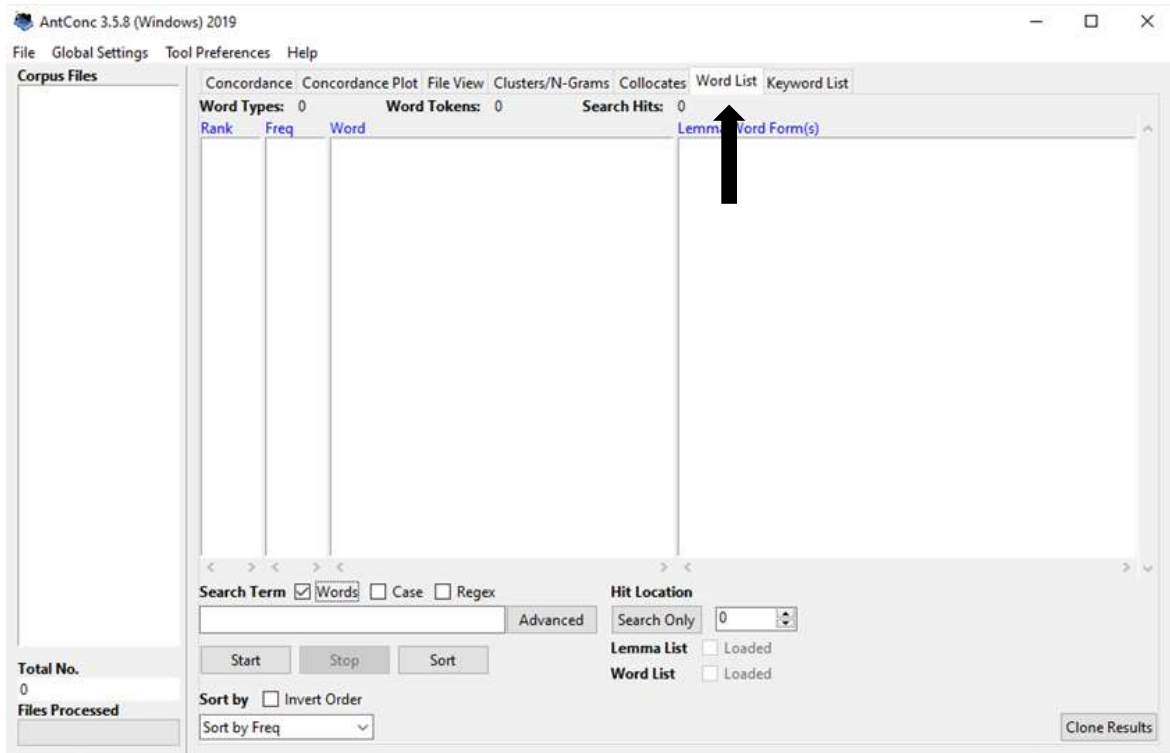 AntConc 3.5.8 (Windows) 2019
File Global Settings Tool Preferences Help
Corpus Files
Concordance Concordance Plot File View Clusters/N-Grams Collocates Word List Keyword List
Word Types: 0 Word Tokens: 0 Search Hits: 0
Rank Freq Word Lemma Word Form(s)
Search Term Words Case Regex Hit Location
Advanced Search Only 0
Start Stop Sort Lemma List Loaded
Total No. Word List Loaded
0
Sort by Invert Order
Files Processed
Sort by Freq Clone Results